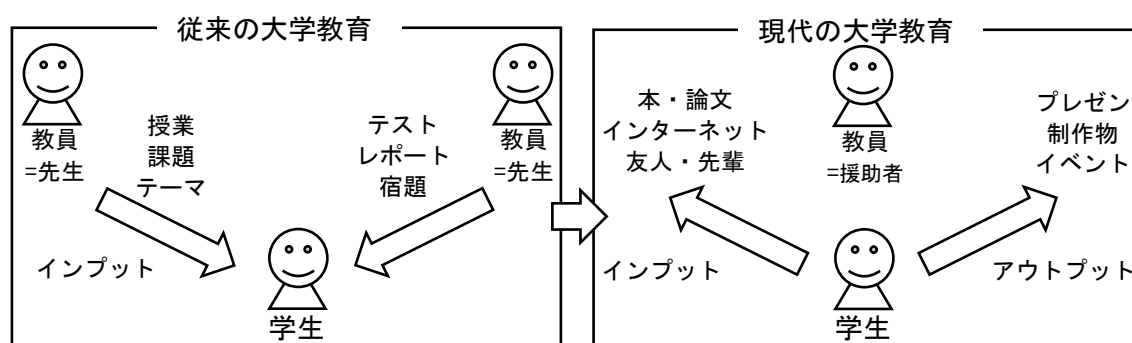 従来の大学教育
教員
=先生
授業
課題
テーマ
インプット
テスト
レポート
宿題
教員
=先生
学生
現代の大学教育
本・論文
インターネット
友人・先輩
インプット
教員
=援助者
プレゼン
制作物
イベント
アウトプット
学生